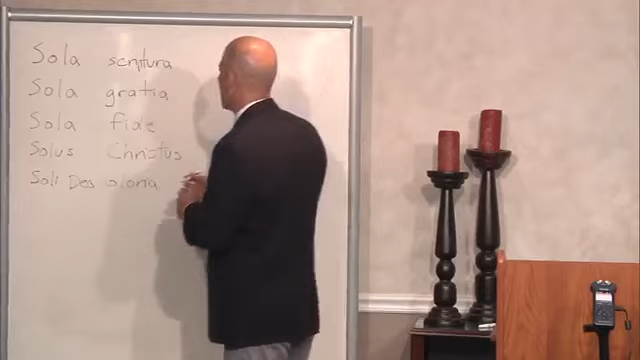 Sola scriptura
Sola gratia
Sola fide
Solus Christus
Soli Deo gloria